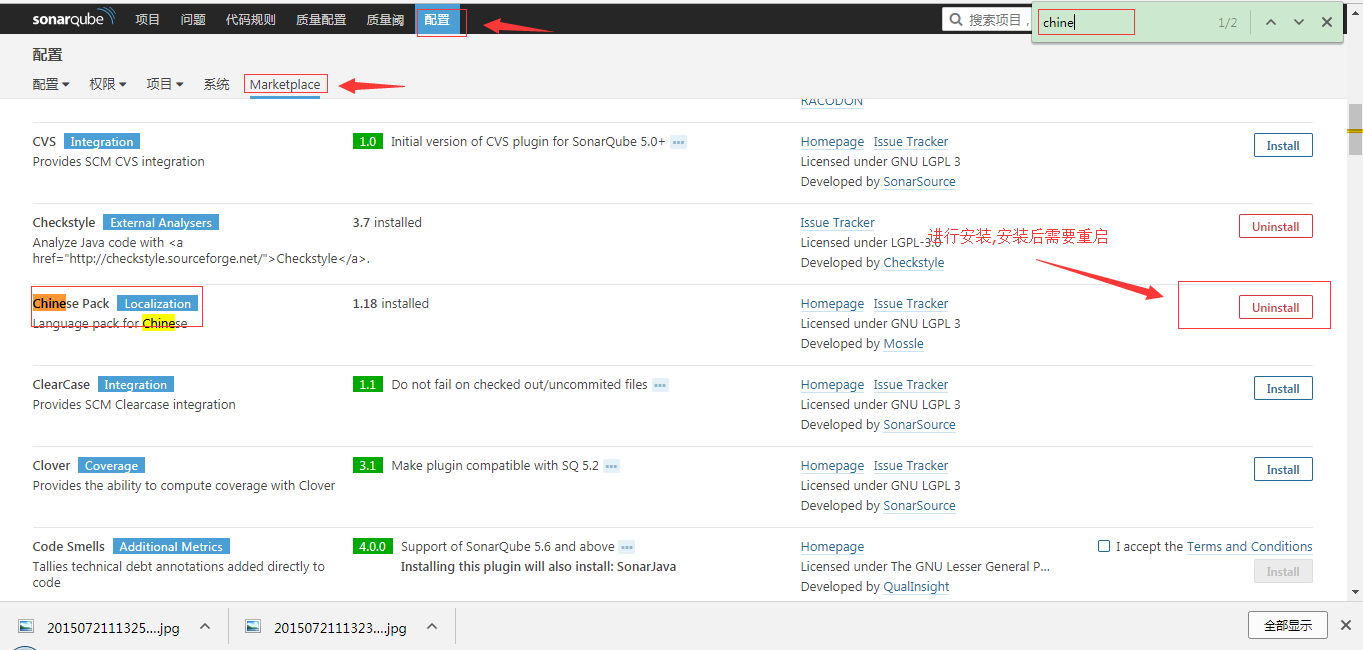 sonarqube 项目 问题 代码规则 质量配置 质量阈 配置 搜索项目，
chine 1/2
配置
配置 权限 项目 系统 Marketplace
RACODON
CVS Integration 1.0 Initial version of CVS plugin for SonarQube 5.0+ ••• Homepage Issue Tracker Install
Provides SCM CVS integration Licensed under GNU LGPL 3
Developed by SonarSource
Checkstyle External Analysers 3.7 installed Issue Tracker Uninstall
Analyze Java code with <a Licensed under LGPL-3.0
进行安装,安装后需要重启
href="http://checkstyle.sourceforge.net/">Checkstyle</a>. Developed by Checkstyle
Chinese Pack Localization 1.18 installed Homepage Issue Tracker Uninstall
Language pack for Chinese Licensed under GNU LGPL 3
Developed by Mossle
ClearCase Integration 1.1 Do not fail on checked out/uncommited files ••• Homepage Issue Tracker Install
Provides SCM Clearcase integration Licensed under GNU LGPL 3
Developed by SonarSource
Clover Coverage 3.1 Make plugin compatible with SQ 5.2 ••• Homepage Issue Tracker Install
Provides the ability to compute coverage with Clover Licensed under GNU LGPL 3
Developed by SonarSource
Code Smells Additional Metrics 4.0.0 Support of SonarQube 5.6 and above ••• Homepage I accept the Terms and Conditions
Tallies technical debt annotations added directly to Installing this plugin will also install: SonarJava Licensed under The GNU Lesser General P... Install
code Developed by QualInsight
2015072111325....jpg 2015072111323....jpg 全部显示